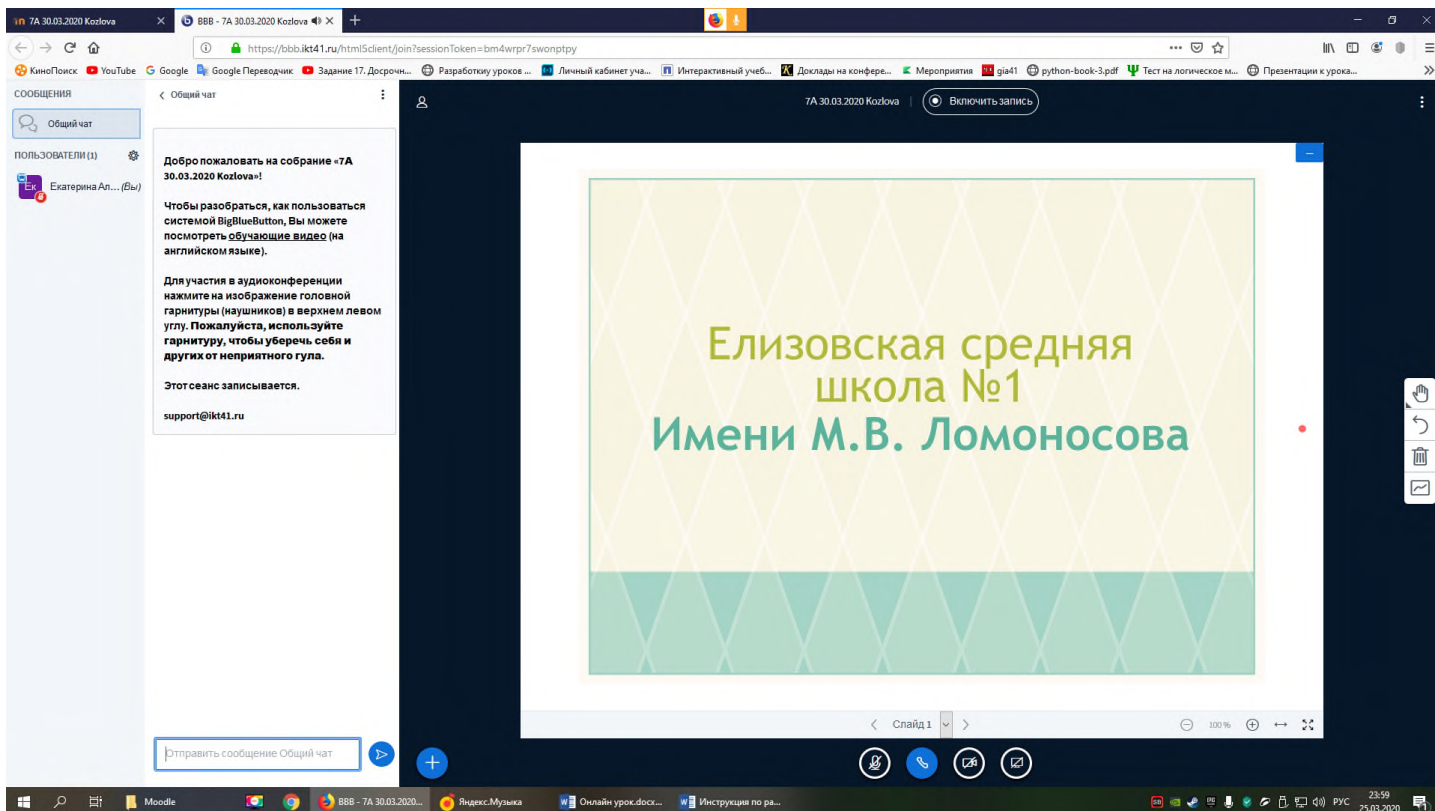 7А 30.03.2020 Kozlova
BBB - 7A 30.03.2020 Kozlova
https://bbb.ikt41.ru/html5client/join?sessionToken=bm4wrpr7swonptpy
КиноПоиск
YouTube
Google
Google Переводчик
Задание 17. Досрочн...
Разработкиу уроков ...
Личный кабинет уча...
Интерактивный учеб...
Доклады на конфере...
Мероприятия
gia41
python-book-3.pdf
Тест на логическое м...
Презентации к урока...
СООБЩЕНИЯ
Общий чат
ПОЛЬЗОВАТЕЛИ (1)
Ек
Екатерина Ал... (Вы)
Общий чат
Добро пожаловать на собрание «7А
30.03.2020 Kozlova»!
Чтобы разобраться, как пользоваться
системой BigBlueButton, Вы можете
посмотреть обучающие видео (на
английском языке).
Для участия в аудиоконференции
нажмите на изображение головной
гарнитуры (наушников) в верхнем левом
углу. Пожалуйста, используйте
гарнитуру, чтобы уберечь себя и
других от неприятного гула.
Этот сеанс записывается.
support@ikt41.ru
Отправить сообщение Общий чат
7А 30.03.2020 Kozlova
Включить запись
Елизовская средняя
школа №1
Имени М.В. Ломоносова
Слайд 1
100 %
Moodle
BBB - 7A 30.03.2020...
Яндекс.Музыка
Онлайн урок.docx...
Инструкция по ра...
РУС
23:59
25.03.2020